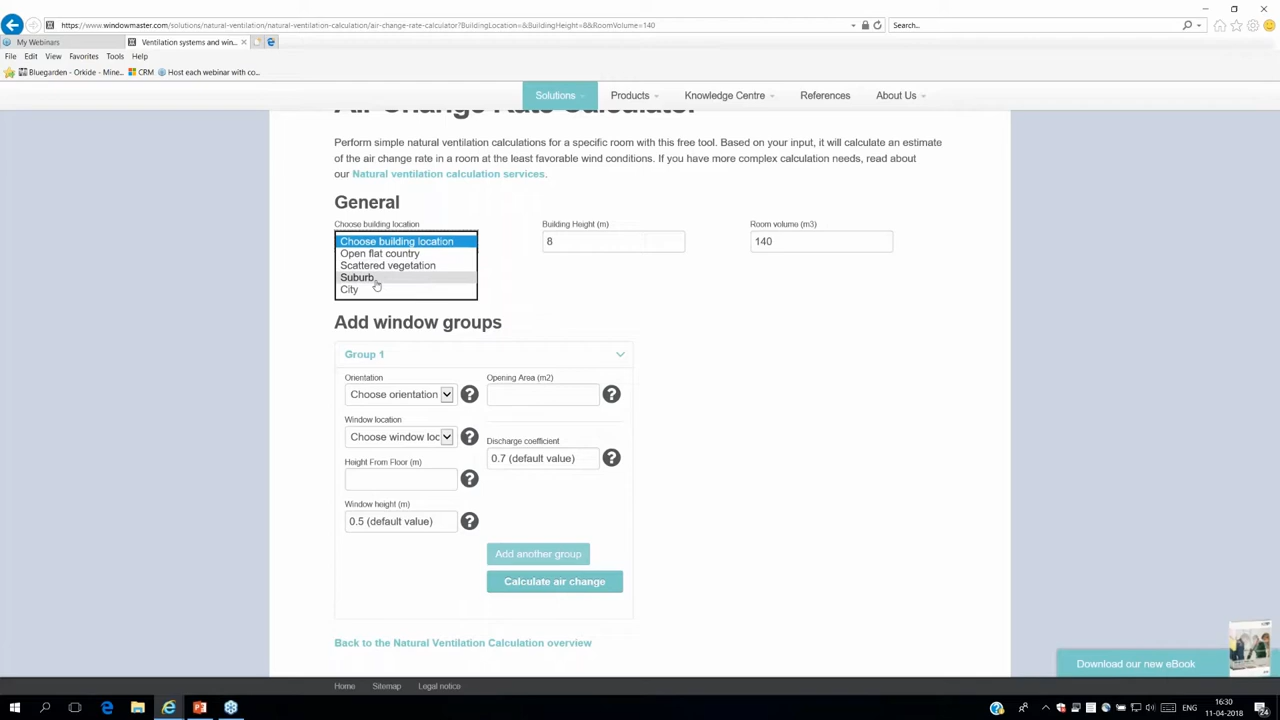 https://www.windowmaster.com/solutions/natural-ventilation/natural-ventilation-calculation/air-change-rate-calculator?BuildingLocation=&BuildingHeight=8&RoomVolume=140
Search...
My Webinars
Ventilation systems and win...
File Edit View Favorites Tools Help
Bluegarden - Orkide - Mine... CRM Host each webinar with co...
Solutions Products Knowledge Centre References About Us
Air Change Rate Calculator
Perform simple natural ventilation calculations for a specific room with this free tool. Based on your input, it will calculate an estimate
of the air change rate in a room at the least favorable wind conditions. If you have more complex calculation needs, read about
our Natural ventilation calculation services.
General
Choose building location Building Height (m) Room volume (m3)
Choose building location 8 140
Open flat country
Scattered vegetation
Suburb
City
Add window groups
Group 1
Orientation Opening Area (m2)
Choose orientation ? ?
Window location
Choose window loc ? Discharge coefficient
Height From Floor (m) 0.7 (default value) ?
?
Window height (m)
0.5 (default value) ?
Add another group
Calculate air change
Back to the Natural Ventilation Calculation overview
Download our new eBook
Home Sitemap Legal notice
16:30
ENG
11-04-2018
24